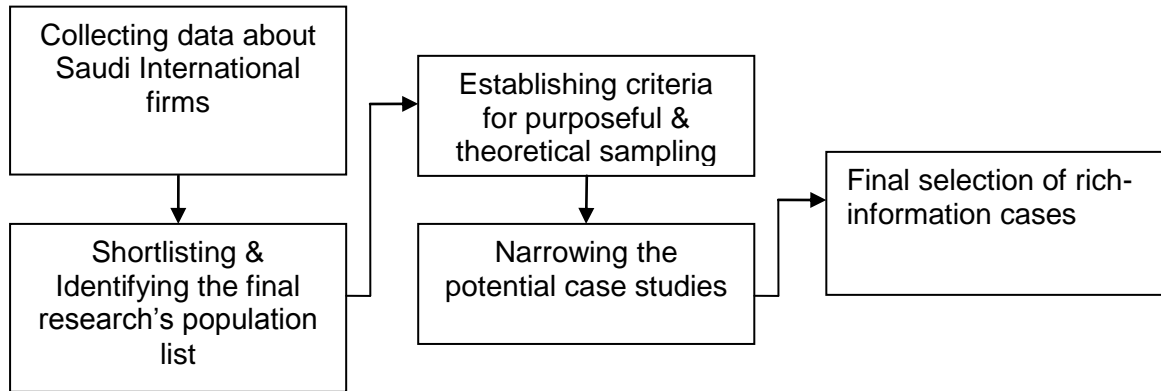 Collecting data about
Saudi International
firms
Shortlisting &
Identifying the final
research’s population
list
Establishing criteria
for purposeful &
theoretical sampling
Narrowing the
potential case studies
Final selection of rich-
information cases